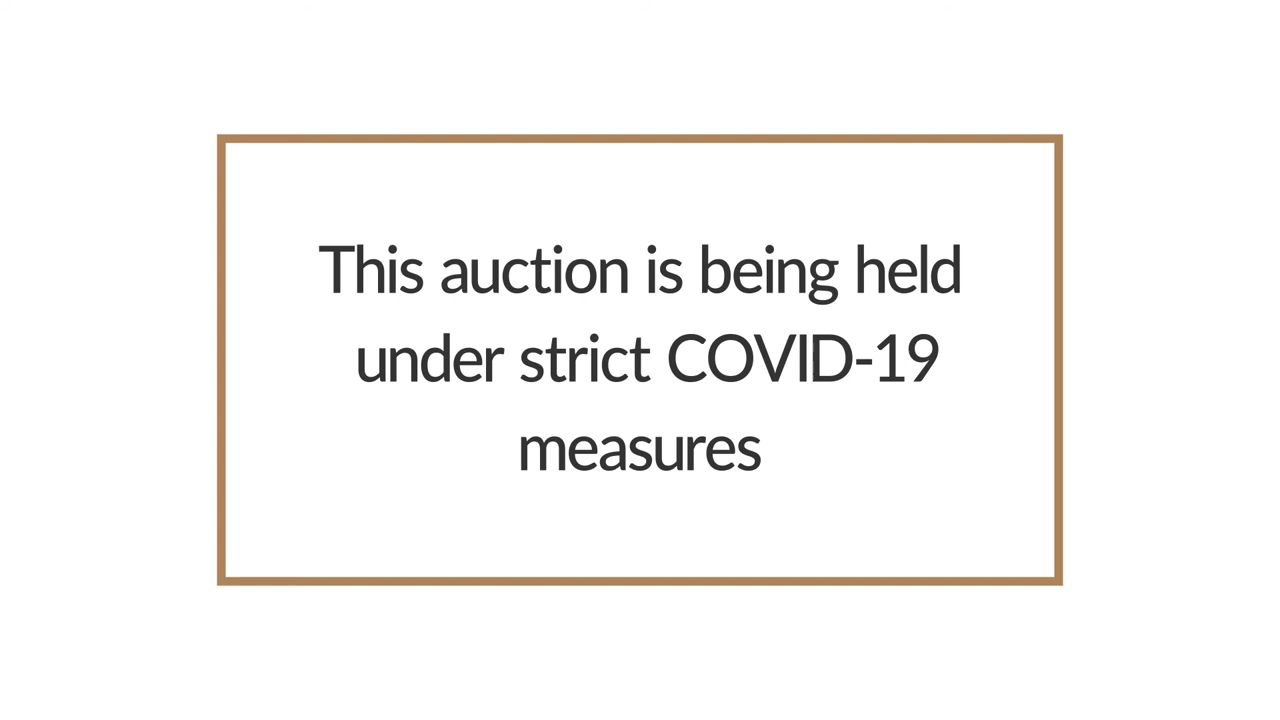 This auction is being held
under strict COVID-19
measures